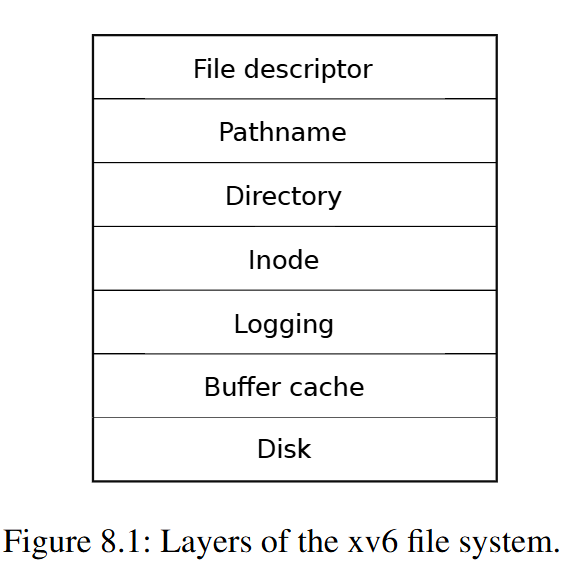 File descriptor
Pathname
Directory
Inode
Logging
Buffer cache
Disk
Figure 8.1: Layers of the xv6 file system.